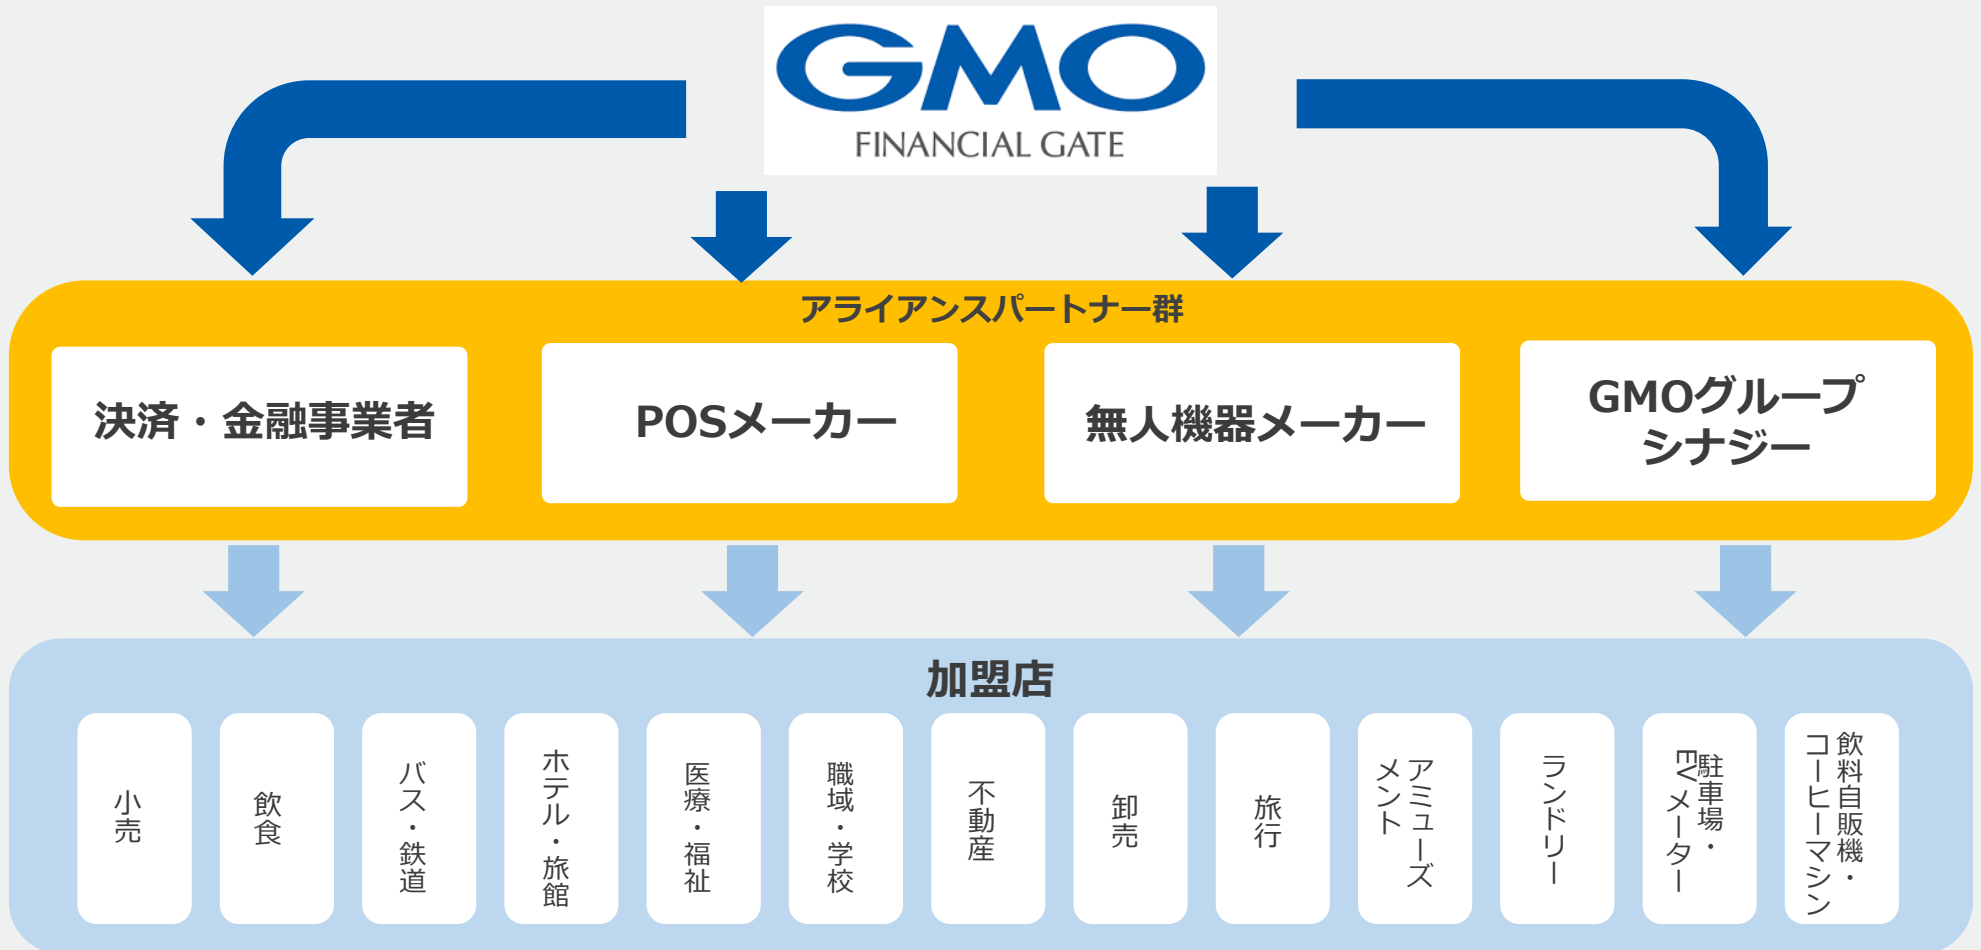 GMO
FINANCIAL GATE
アライアンスパートナー群
決済・金融事業者
POSメーカー
無人機器メーカー
GMOグループ
シナジー
加盟店
小売
飲食
バス・鉄道
ホテル・旅館
医療・福祉
職域・学校
不動産
卸売
旅行
アミューズ
メント
ランドリー
駐車場・
EVメーター
飲料自販機・
コーヒーマシン